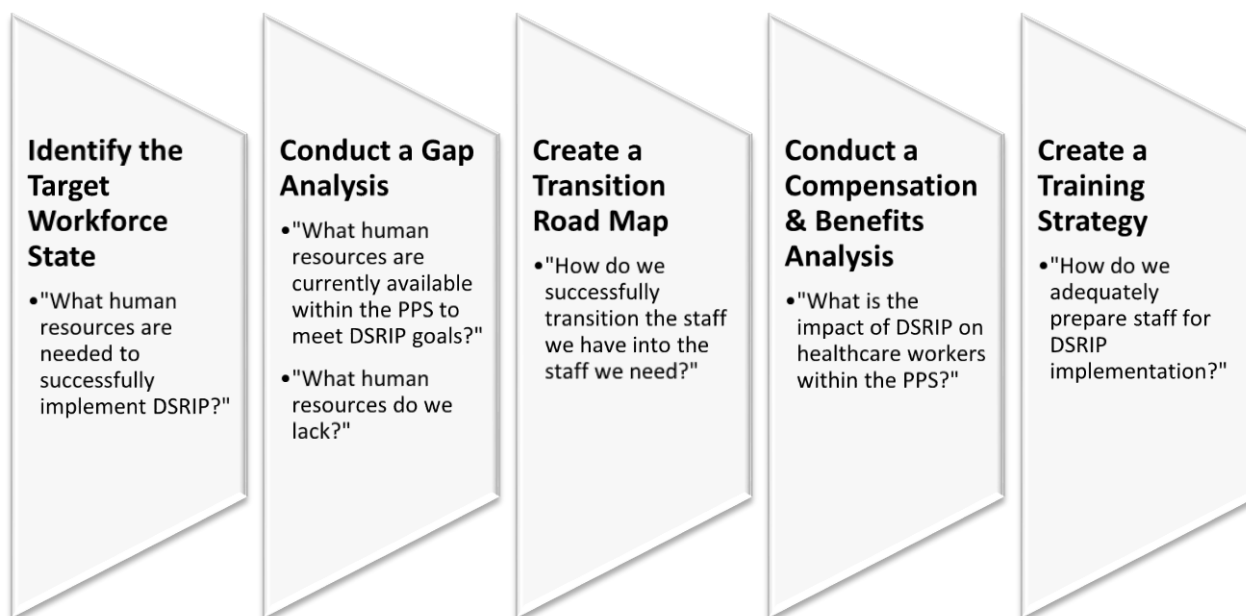 Identify the
Target
Workforce
State
•"What human
resources are
needed to
successfully
implement DSRIP?"
Conduct a Gap
Analysis
•"What human
resources are
currently available
within the PPS to
meet DSRIP goals?"
•"What human
resources do we
lack?"
Create a
Transition
Road Map
•"How do we
successfully
transition the staff
we have into the
staff we need?"
Conduct a
Compensation
& Benefits
Analysis
•"What is the
impact of DSRIP on
healthcare workers
within the PPS?"
Create a
Training
Strategy
•"How do we
adequately
prepare staff for
DSRIP
implementation?"